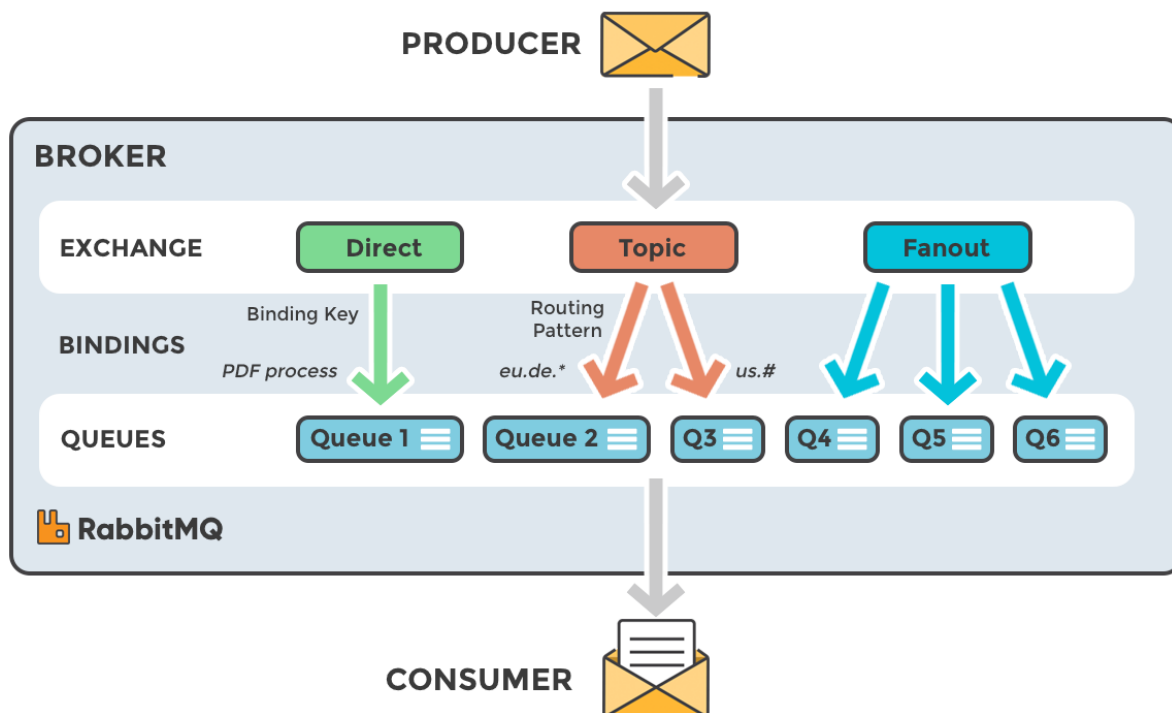 PRODUCER
BROKER
EXCHANGE
Direct
Topic
Fanout
Binding Key
Routing
Pattern
BINDINGS
PDF process
eu.de.*
us.#
QUEUES
Queue 1
Queue 2
Q3
Q4
Q5
Q6
RabbitMQ
CONSUMER